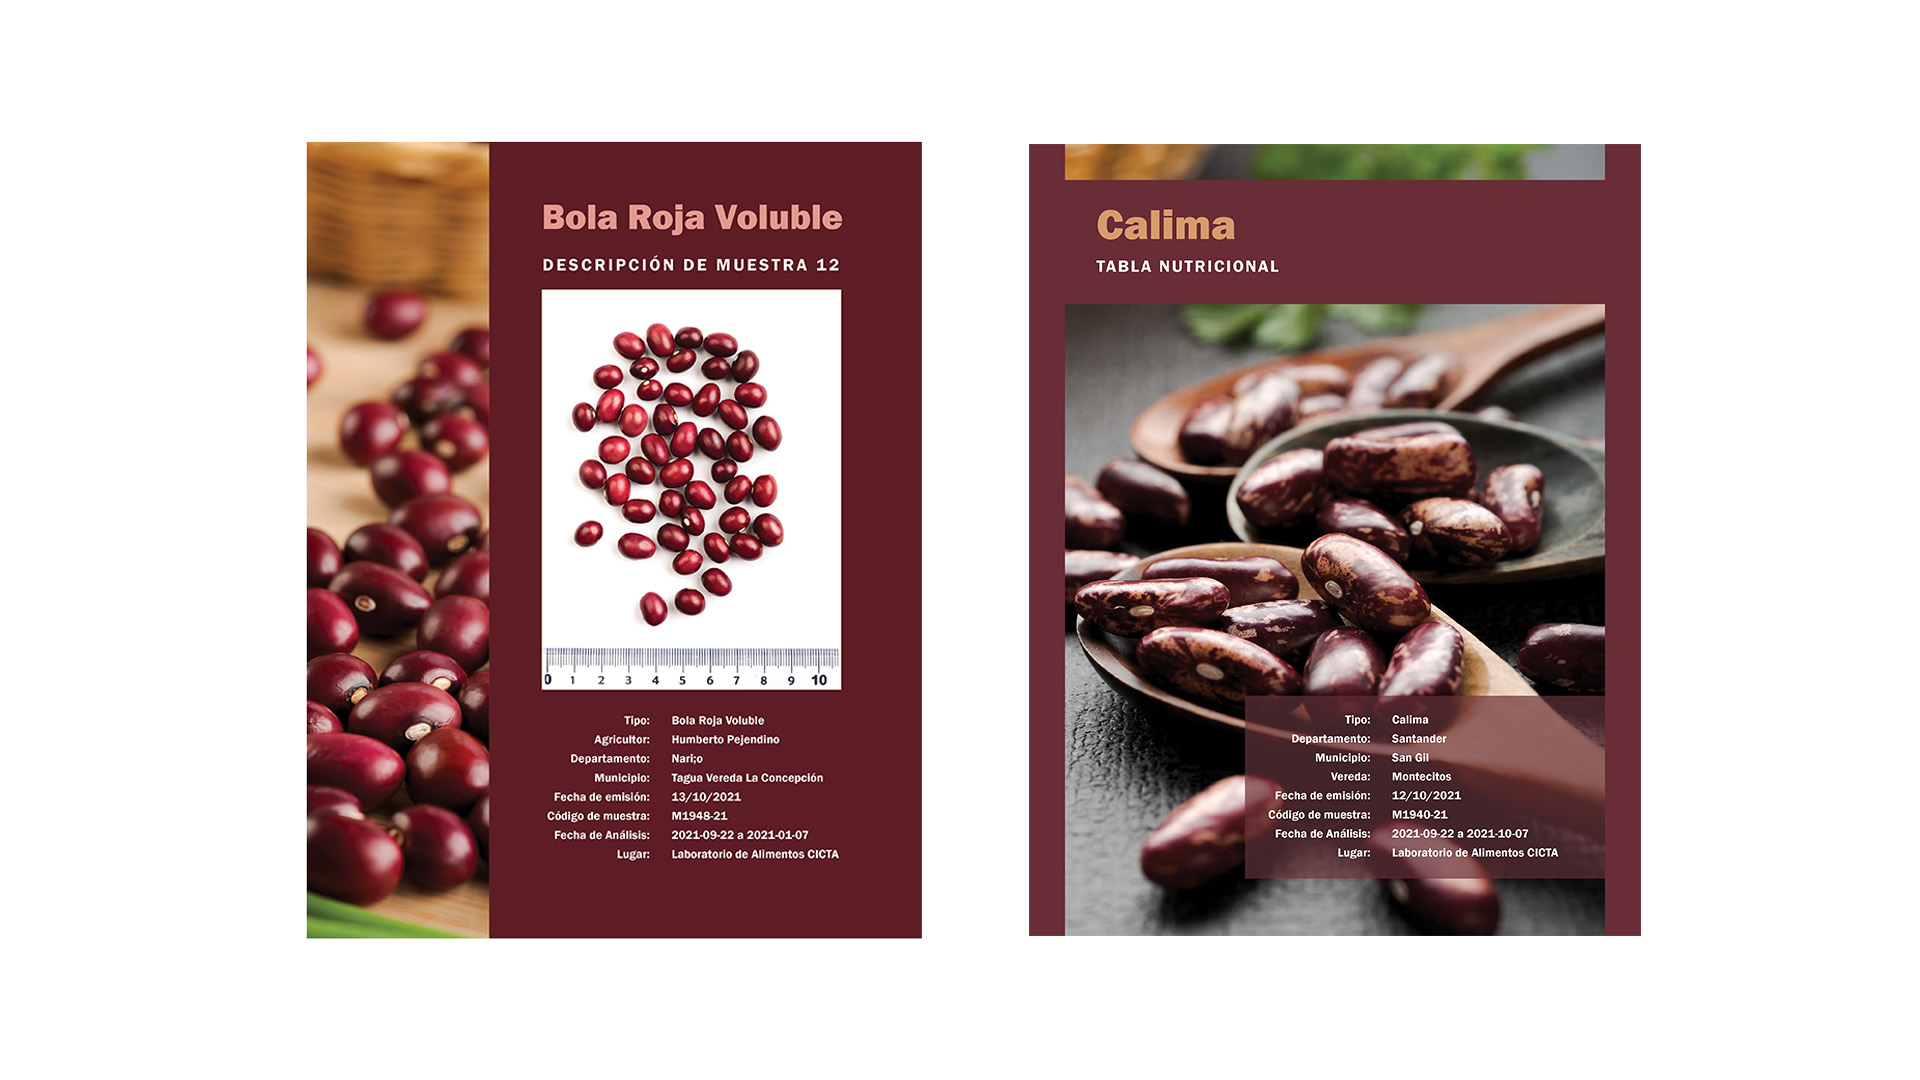 Bola Roja Voluble
DESCRIPCIÓN DE MUESTRA 12
0 1 2 3 4 5 6 7 8 9 10
Tipo: Bola Roja Voluble
Agricultor: Humberto Pejendino
Departamento: Nari;o
Municipio: Tagua Vereda La Concepción
Fecha de emisión: 13/10/2021
Código de muestra: M1948-21
Fecha de Análisis: 2021-09-22 a 2021-01-07
Lugar: Laboratorio de Alimentos CICTA
Calima
TABLA NUTRICIONAL
Tipo: Calima
Departamento: Santander
Municipio: San Gil
Vereda: Montecitos
Fecha de emisión: 12/10/2021
Código de muestra: M1940-21
Fecha de Análisis: 2021-09-22 a 2021-10-07
Lugar: Laboratorio de Alimentos CICTA